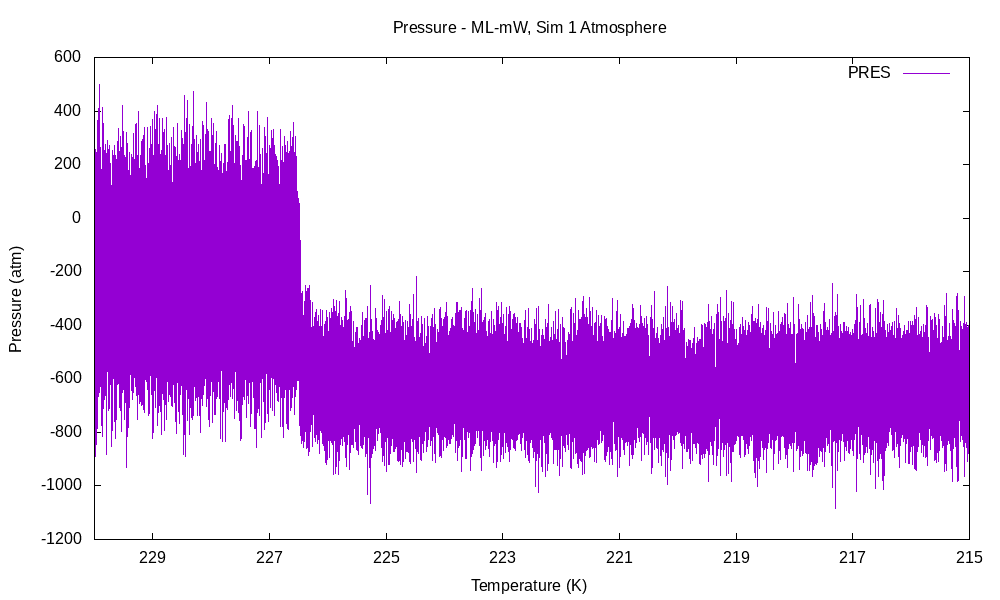 Pressure - ML-mW, Sim 1 Atmosphere
PRES
600
400
200
0
-200
-400
-600
-800
-1000
-1200
Pressure (atm)
229 227 225 223 221 219 217 215
Temperature (K)